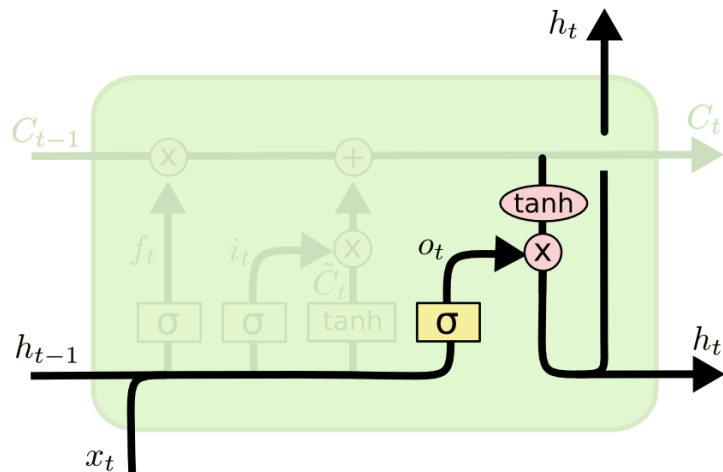 h_t
C_{t-1}
C_t
x
+
tanh
f_t
i_t
x
o_t
x
C̃_t
σ
σ
tanh
σ
h_{t-1}
h_t
x_t